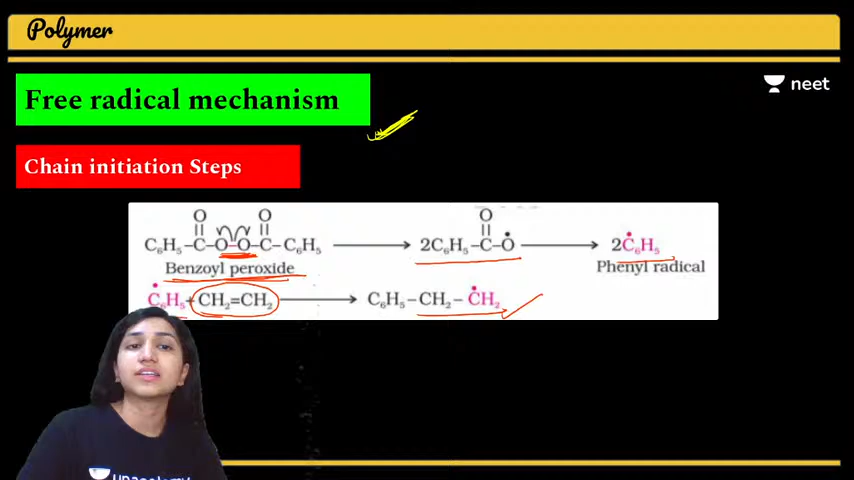 Polymer
neet
Free radical mechanism
Chain initiation Steps
O O O
C₆H₅–C–O–O–C–C₆H₅ → 2C₆H₅–C–Ȯ → 2Ċ₆H₅
Benzoyl peroxide Phenyl radical
Ċ₆H₅+CH₂=CH₂ → C₆H₅–CH₂–ĊH₂